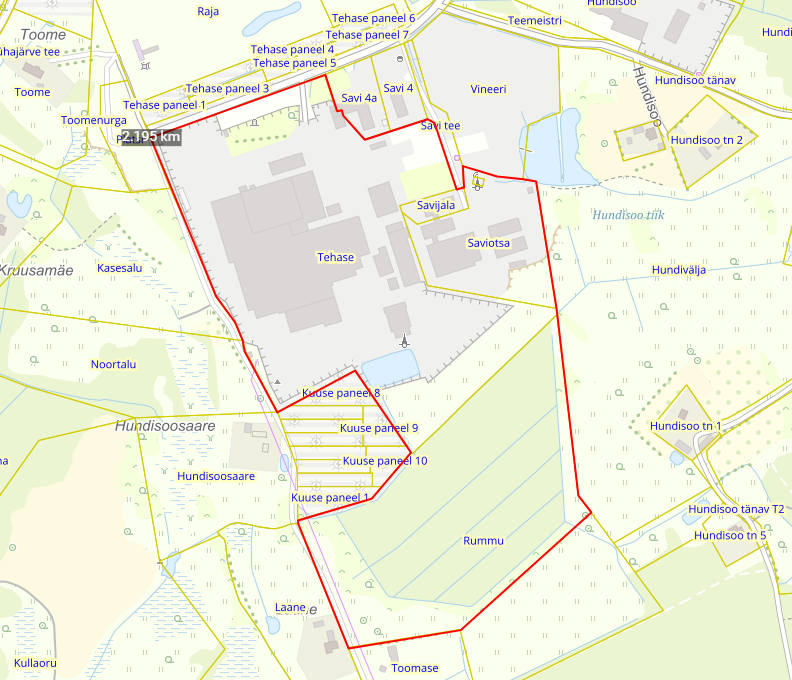 Hundisoo
Raja
Tehase paneel 6
Teemeistri
Toome
Tehase paneel 7
Tehase paneel 4
ühajärve tee
Tehase paneel 5
Hundisoo tänav
Toome
Tehase paneel 3
Savi 4
Vineeri
Hundisoo
Savi 4a
Tehase paneel 1
Toomenurga
Savi tee
2.195 km
Hundisoo tn 2
Savijala
Hundisoo tiik
Saviotsa
Tehase
Kruusamäe
Kasesalu
Hundivälja
Noortalu
Kuuse paneel 8
Hundisoosaare
Kuuse paneel 9
Hundisoo tn 1
Kuuse paneel 10
Hundisoosaare
Kuuse paneel 1
Hundisoo tänav T2
Hundisoo tn 5
Rummu
Laane
Kullaoru
Toomase